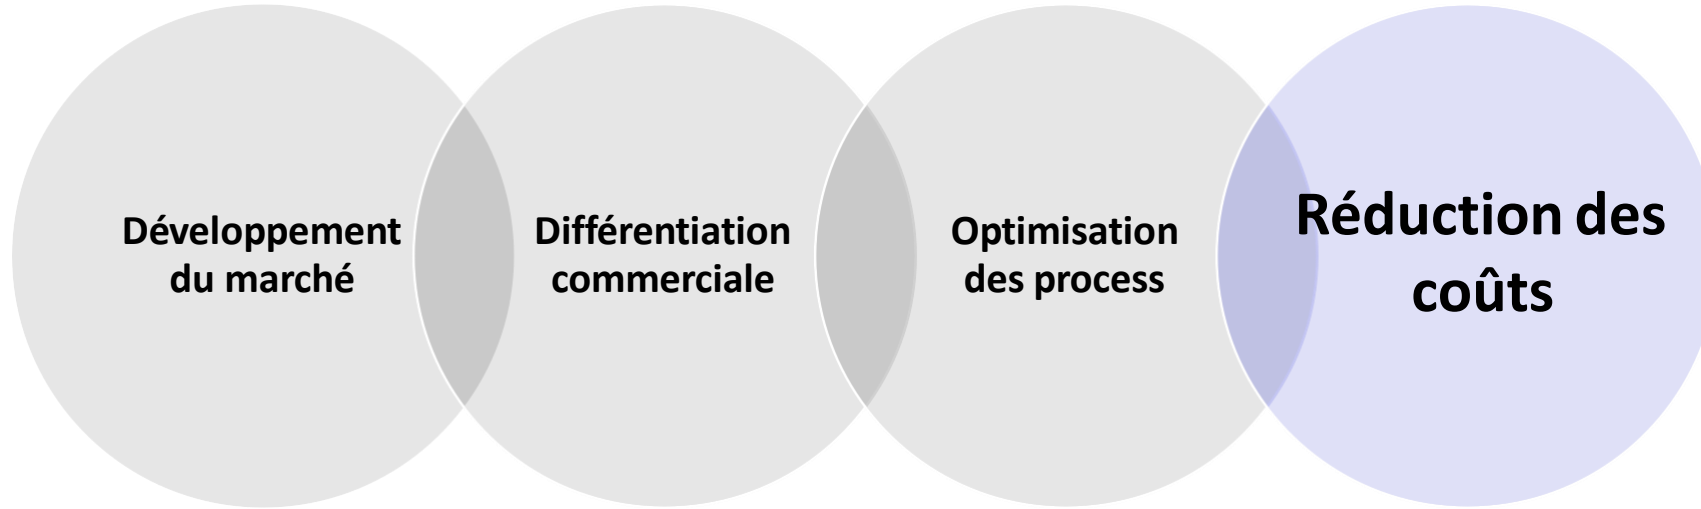 Développement
du marché
Différentiation
commerciale
Optimisation
des process
Réduction des
coûts